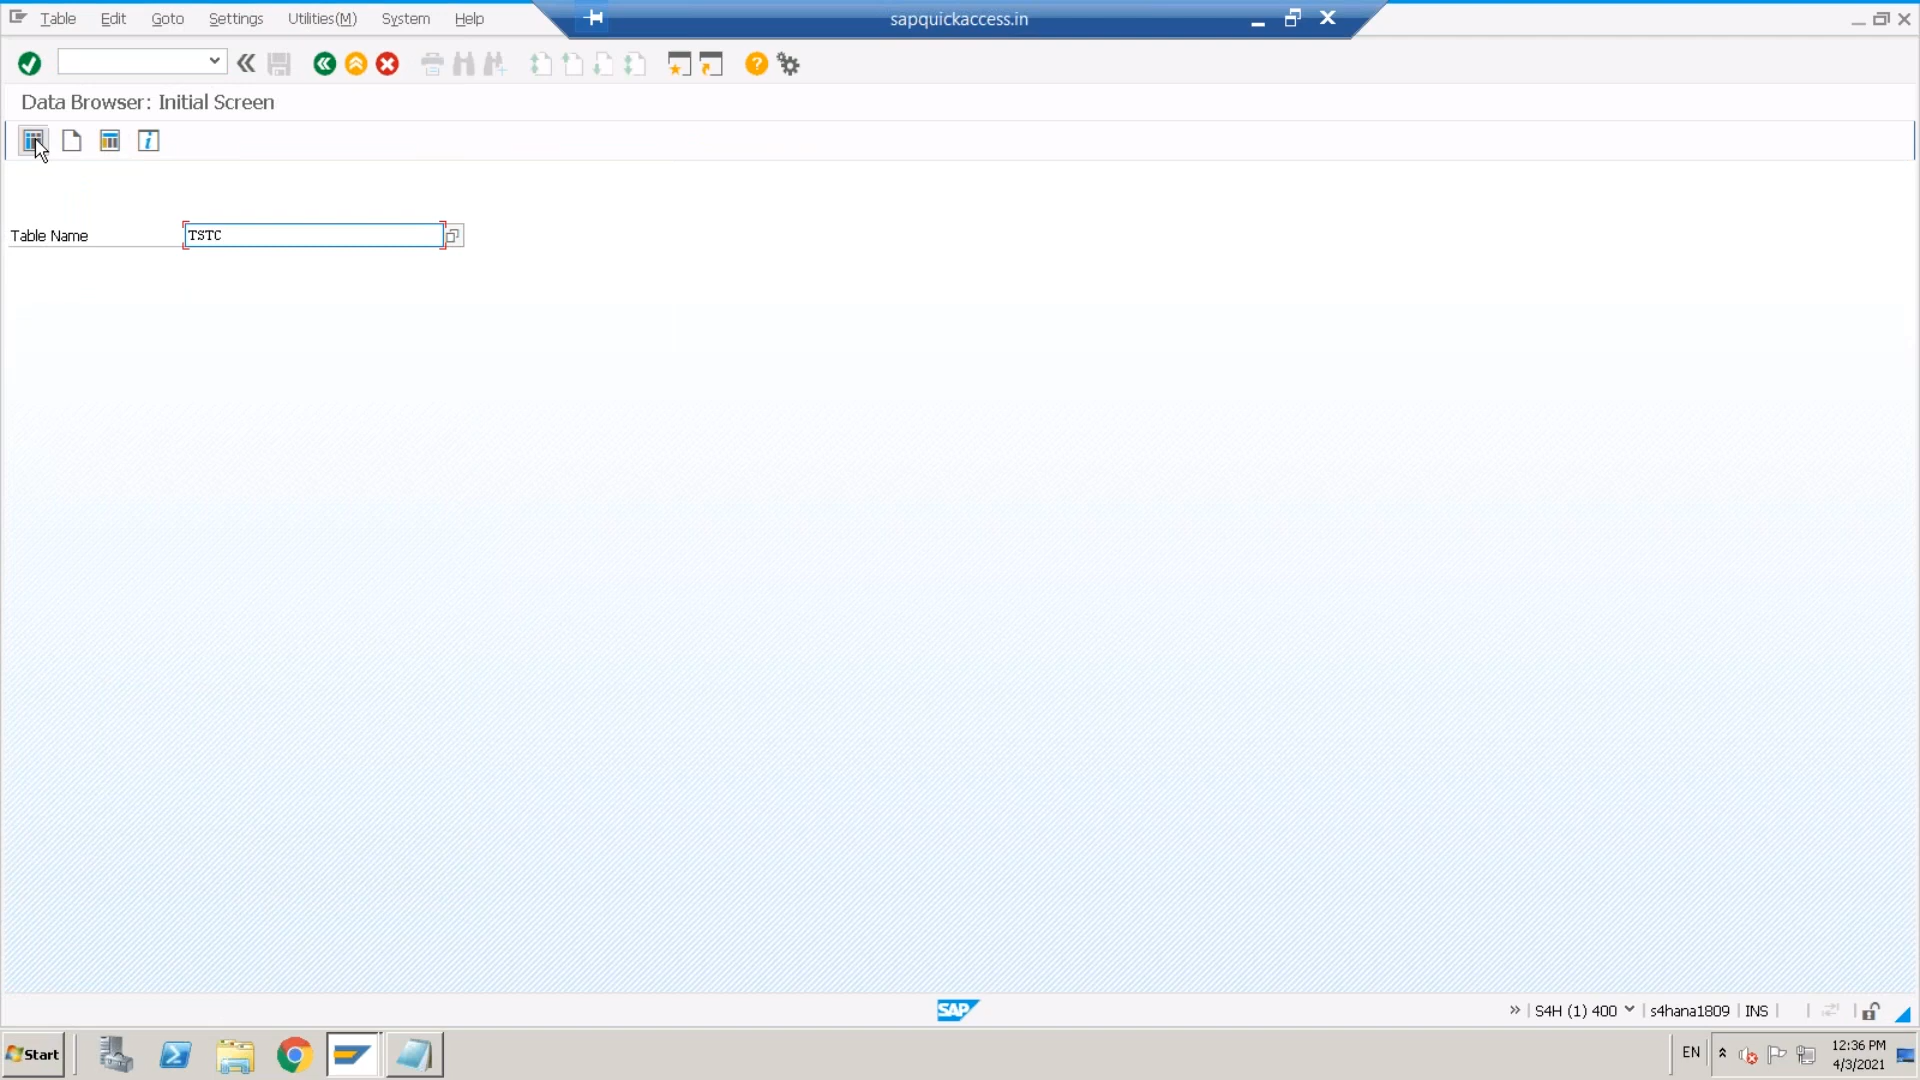 Table Edit Goto Settings Utilities(M) System Help
sapquickaccess.in
Data Browser: Initial Screen
Table Name TSTC
SAP
S4H (1) 400 s4hana1809 INS
Start
EN
12:36 PM
4/3/2021